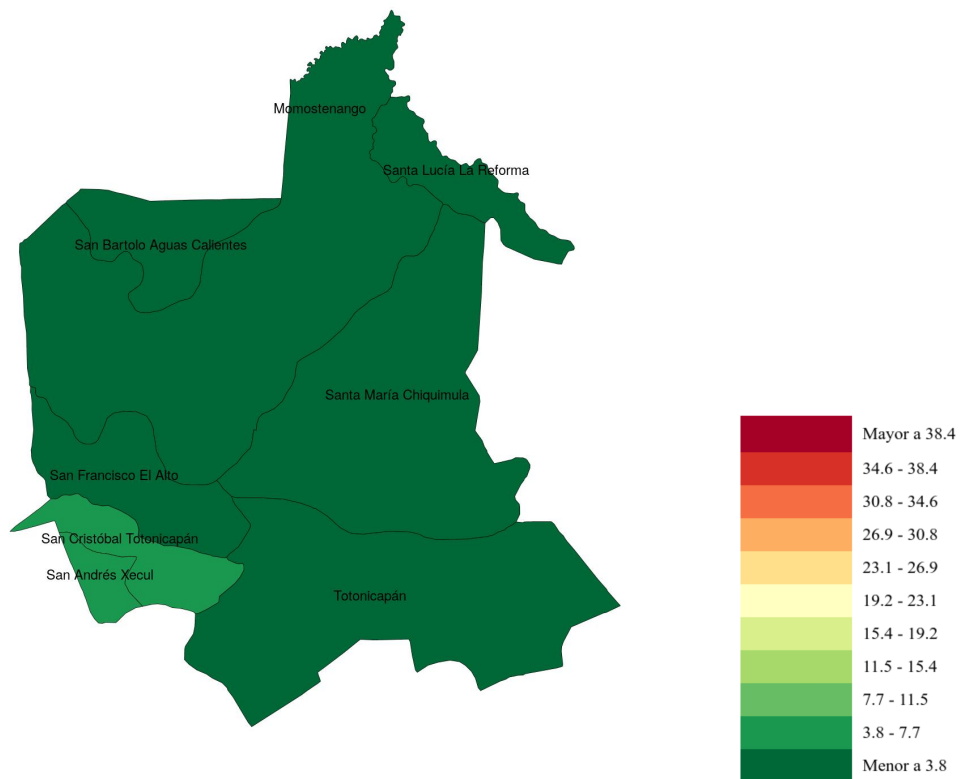 Momostenango
Santa Lucía La Reforma
San Bartolo Aguas Calientes
Santa María Chiquimula
San Francisco El Alto
San Cristóbal Totonicapán
San Andrés Xecul
Totonicapán
Mayor a 38.4
34.6 - 38.4
30.8 - 34.6
26.9 - 30.8
23.1 - 26.9
19.2 - 23.1
15.4 - 19.2
11.5 - 15.4
7.7 - 11.5
3.8 - 7.7
Menor a 3.8